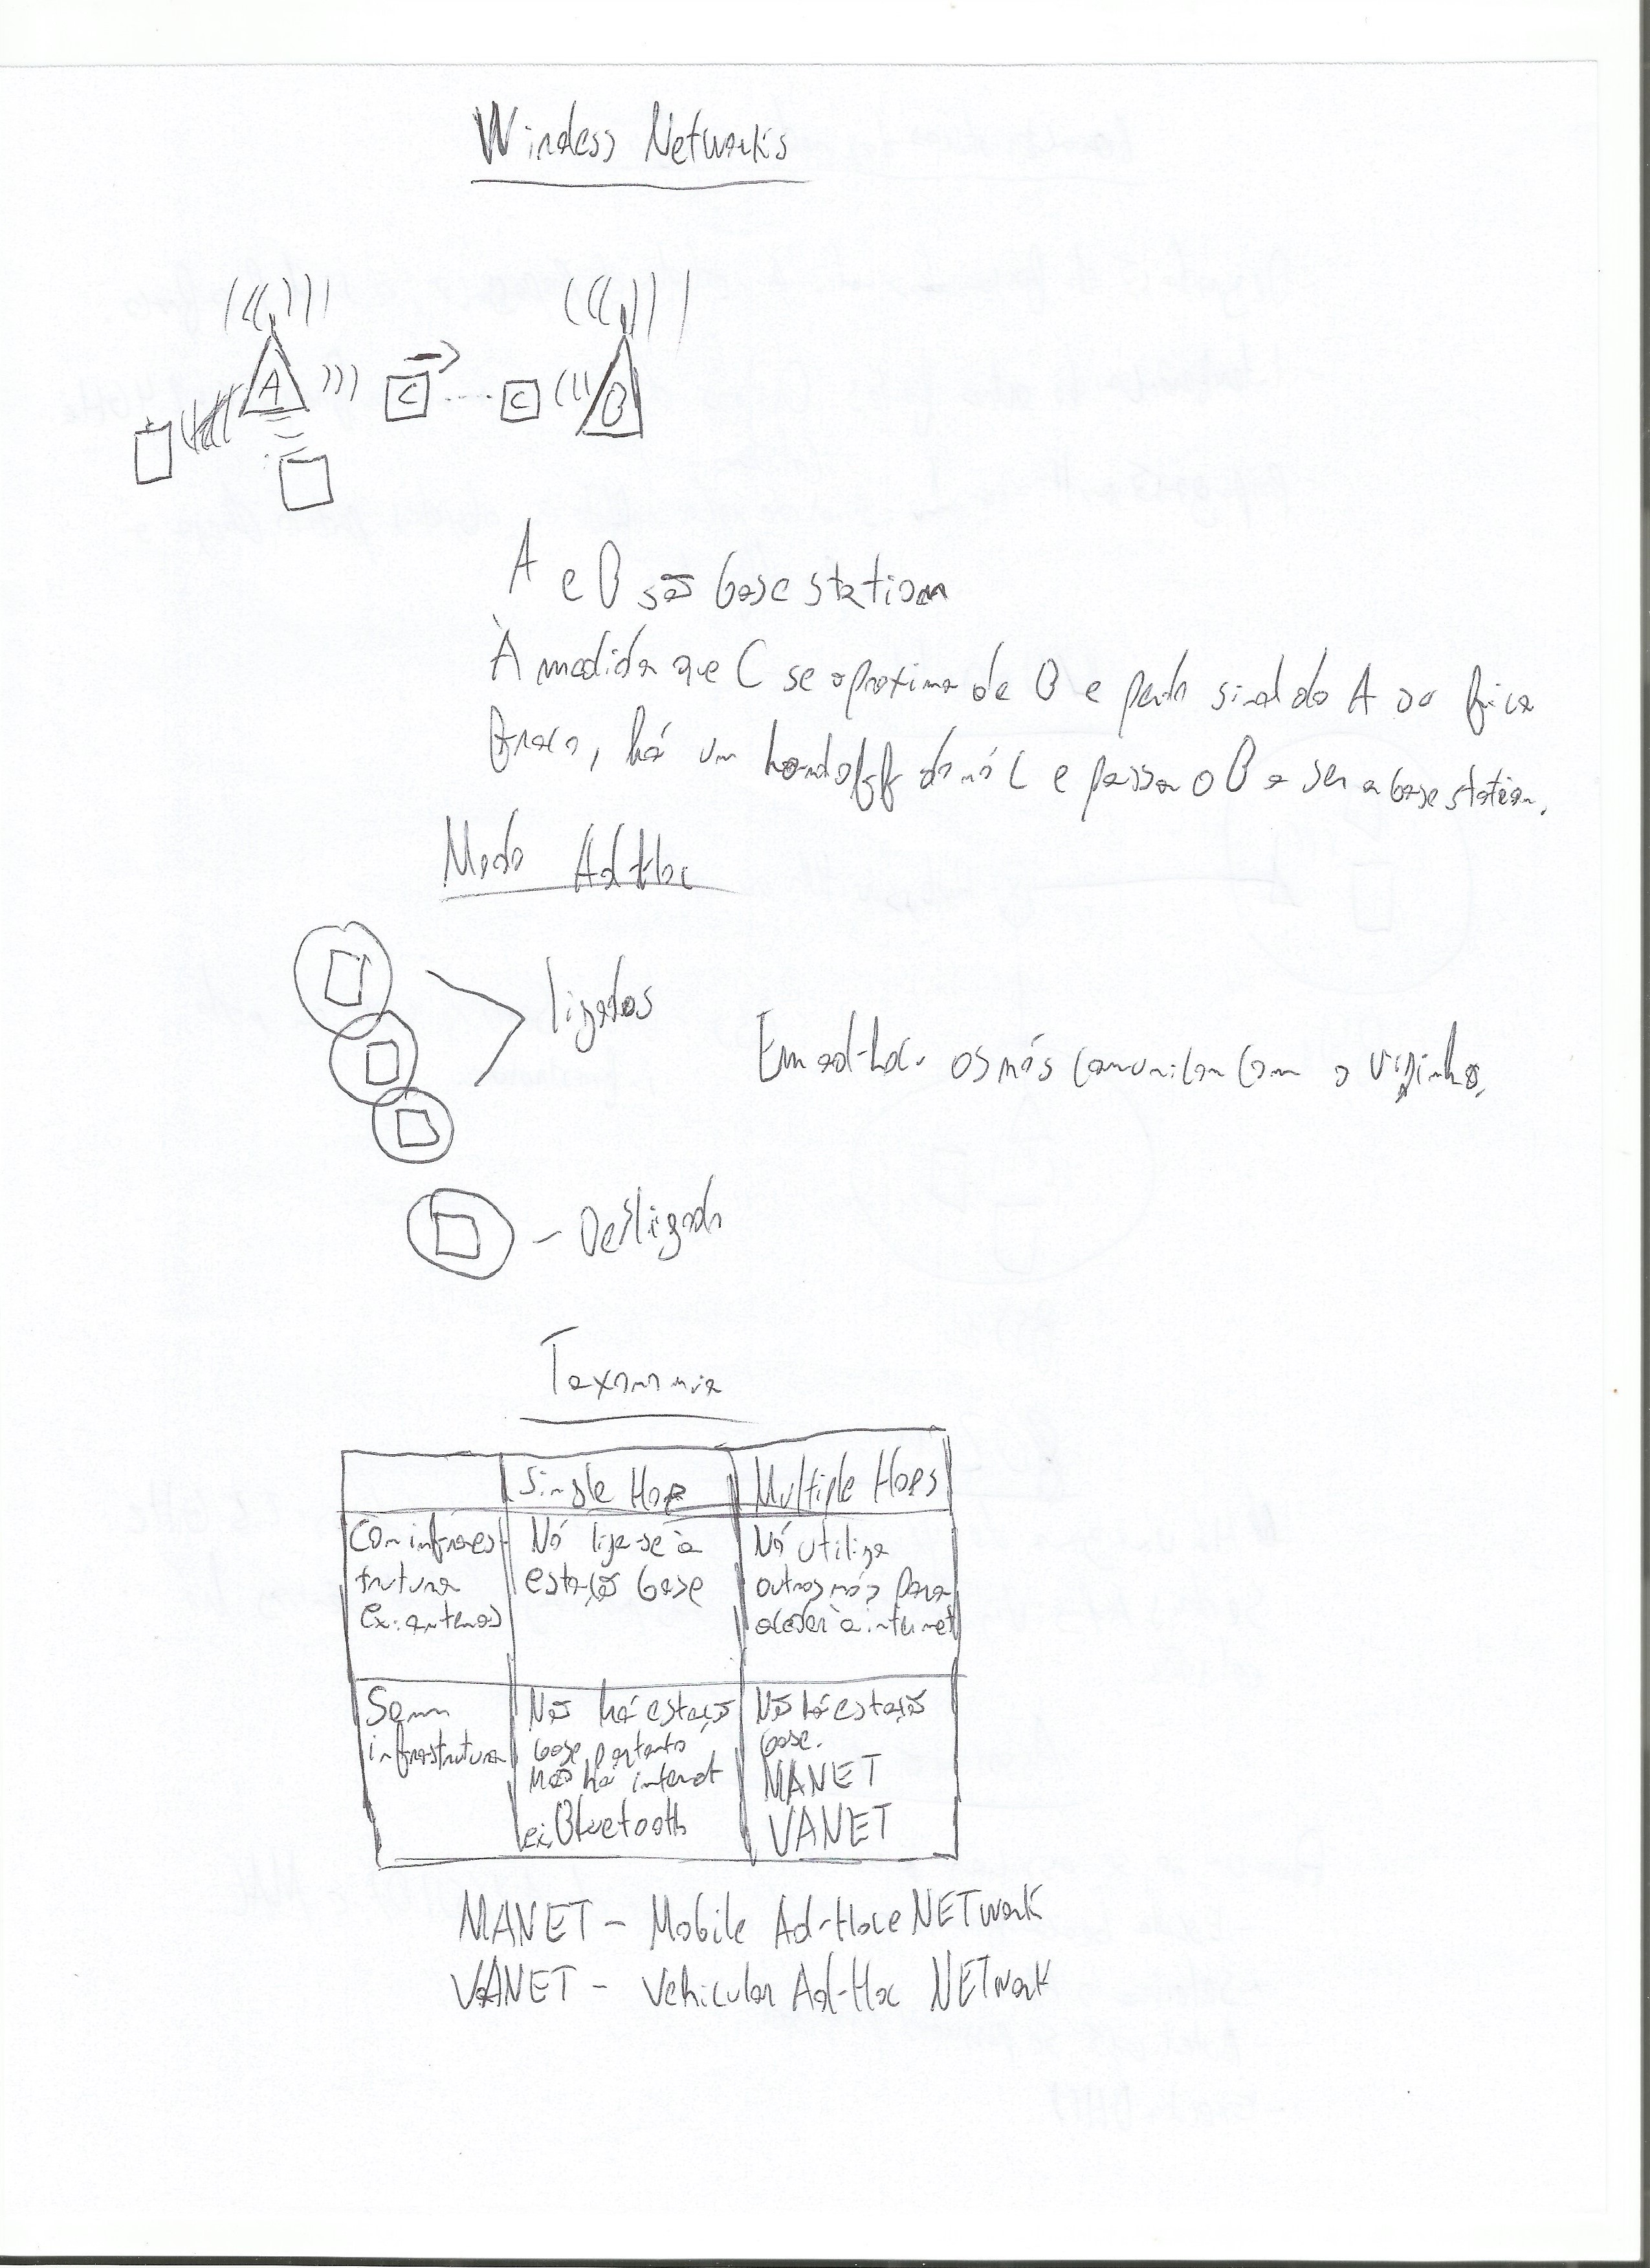 Wireless Networks
A
C
C
B
A e B são base station
À medida que C se aproxima de B e perde sinal do A ou fica
fraco, há um handoff do nó C e passa o B a ser a base station.
Modo Ad Hoc
ligados
Em ad-hoc os nós comunicam com o vizinho.
- Desligado
Taxonomia
Single Hop
Multiple Hops
Com infraest
trutura
ex: antenas
Nó liga-se à
estação base
Nó utiliza
outros nós para
aceder à internet
Sem
infrastrutura
Não há estação
base, portanto
não há internet
ex: Bluetooth
Não há estação
base.
MANET
VANET
MANET - Mobile Ad-Hoc NETwork
VANET - Vehicular Ad-Hoc NETwork